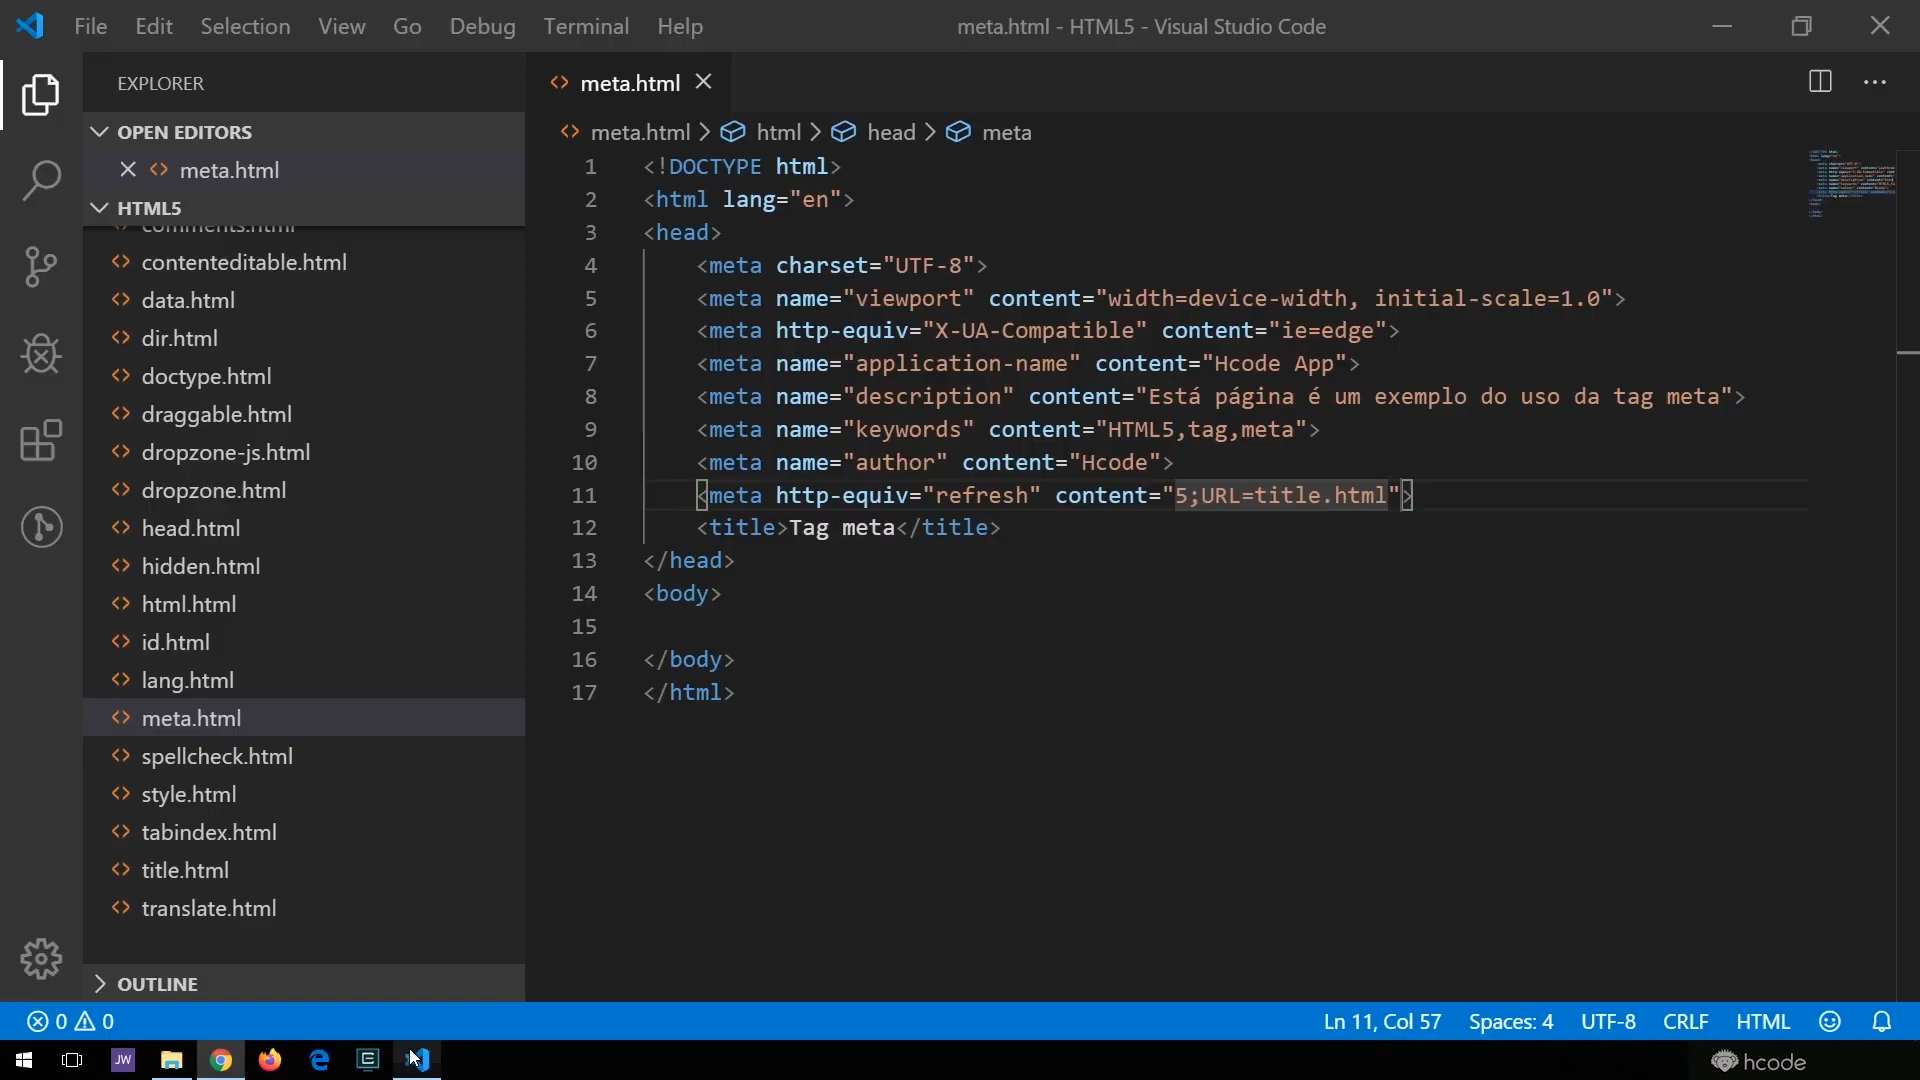 File Edit Selection View Go Debug Terminal Help
meta.html - HTML5 - Visual Studio Code
EXPLORER
OPEN EDITORS
meta.html
HTML5
comments.html
contenteditable.html
data.html
dir.html
doctype.html
draggable.html
dropzone-js.html
dropzone.html
head.html
hidden.html
html.html
id.html
lang.html
meta.html
spellcheck.html
style.html
tabindex.html
title.html
translate.html
OUTLINE
meta.html
meta.html html head meta
1 <!DOCTYPE html>
2 <html lang="en">
3 <head>
4 <meta charset="UTF-8">
5 <meta name="viewport" content="width=device-width, initial-scale=1.0">
6 <meta http-equiv="X-UA-Compatible" content="ie=edge">
7 <meta name="application-name" content="Hcode App">
8 <meta name="description" content="Está página é um exemplo do uso da tag meta">
9 <meta name="keywords" content="HTML5,tag,meta">
10 <meta name="author" content="Hcode">
11 <meta http-equiv="refresh" content="5;URL=title.html">
12 <title>Tag meta</title>
13 </head>
14 <body>
15
16 </body>
17 </html>
0 0
Ln 11, Col 57 Spaces: 4 UTF-8 CRLF HTML
JW
hcode